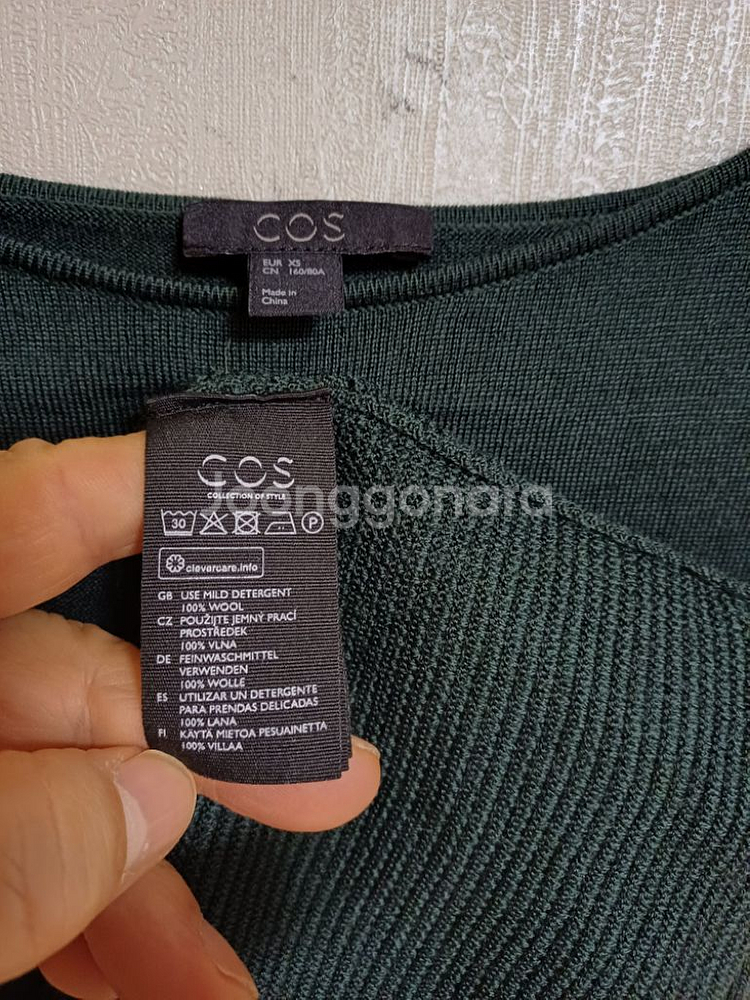 COS
EUR XS
CN 160/80A
Made in
China
COS
COLLECTION OF STYLE
Joonggonara
30
P
clevercare.info
GB USE MILD DETERGENT
100% WOOL
CZ POUŽIJTE JEMNÝ PRACÍ
PROSTŘEDEK
100% VLNA
DE FEINWASCHMITTEL
VERWENDEN
100% WOLLE
ES UTILIZAR UN DETERGENTE
PARA PRENDAS DELICADAS
100% LANA
FI KÄYTÄ MIETOA PESUAINETTA
100% VILLAA